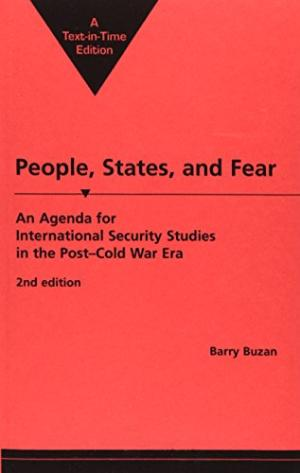 A
Text-in-Time
Edition
People, States, and Fear
An Agenda for
International Security Studies
in the Post–Cold War Era
2nd edition
Barry Buzan